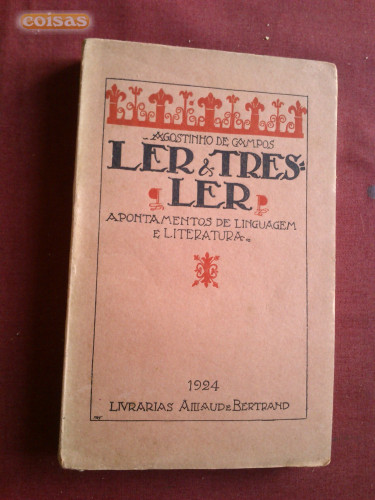 coisas
AGOSTINHO DE CAMPOS
LER & TRES-
LER
APONTAMENTOS DE LINGUAGEM
E LITERATURA
1924
LIVRARIAS AILLAUD E BERTRAND